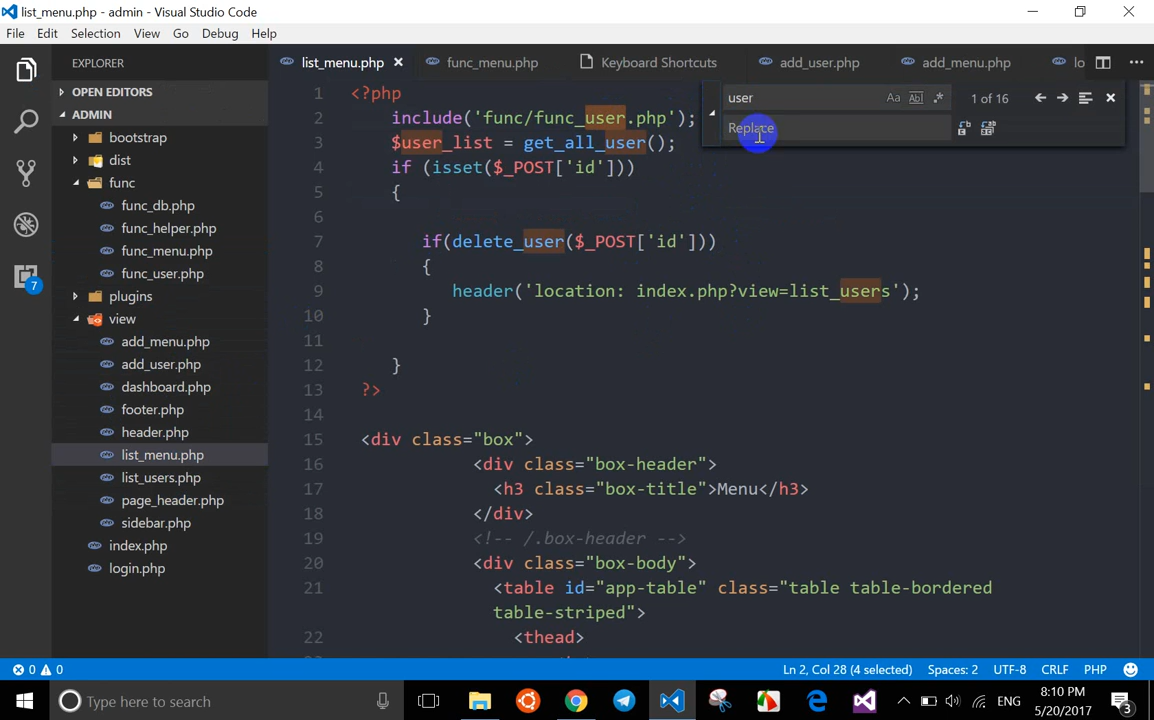 list_menu.php - admin - Visual Studio Code
File Edit Selection View Go Debug Help
EXPLORER
list_menu.php
func_menu.php
Keyboard Shortcuts
add_user.php
add_menu.php
lo
OPEN EDITORS
ADMIN
bootstrap
dist
func
func_db.php
func_helper.php
func_menu.php
func_user.php
plugins
view
add_menu.php
add_user.php
dashboard.php
footer.php
header.php
list_menu.php
list_users.php
page_header.php
sidebar.php
index.php
login.php
7
user
Aa Abl .*
1 of 16
Replace
1 <?php
2 include('func/func_user.php');
3 $user_list = get_all_user();
4 if (isset($_POST['id']))
5 {
6
7 if(delete_user($_POST['id']))
8 {
9 header('location: index.php?view=list_users');
10 }
11
12 }
13 ?>
14
15 <div class="box">
16 <div class="box-header">
17 <h3 class="box-title">Menu</h3>
18 </div>
19 <!-- /.box-header -->
20 <div class="box-body">
21 <table id="app-table" class="table table-bordered
table-striped">
22 <thead>
0 0
Ln 2, Col 28 (4 selected) Spaces: 2 UTF-8 CRLF PHP
Type here to search
ENG
8:10 PM
5/20/2017
3